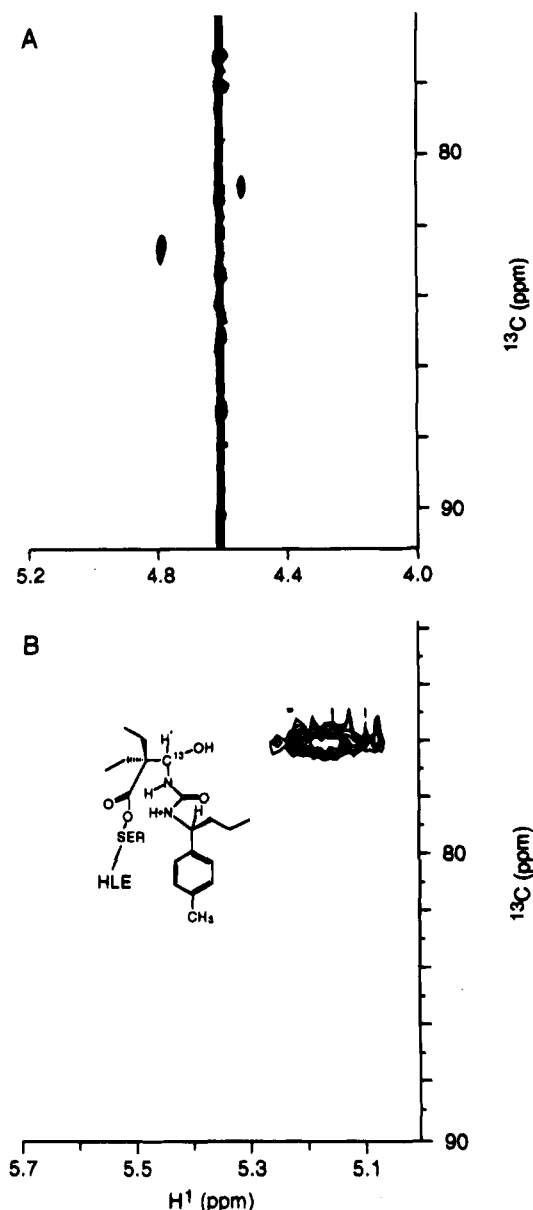 A
80
90
¹³C (ppm)
5.2 4.8 4.4 4.0
B
H*
C¹³ OH
H N
O
O H N H
SER
HLE
CH₃
80
90
¹³C (ppm)
5.7 5.5 5.3 5.1
H¹ (ppm)